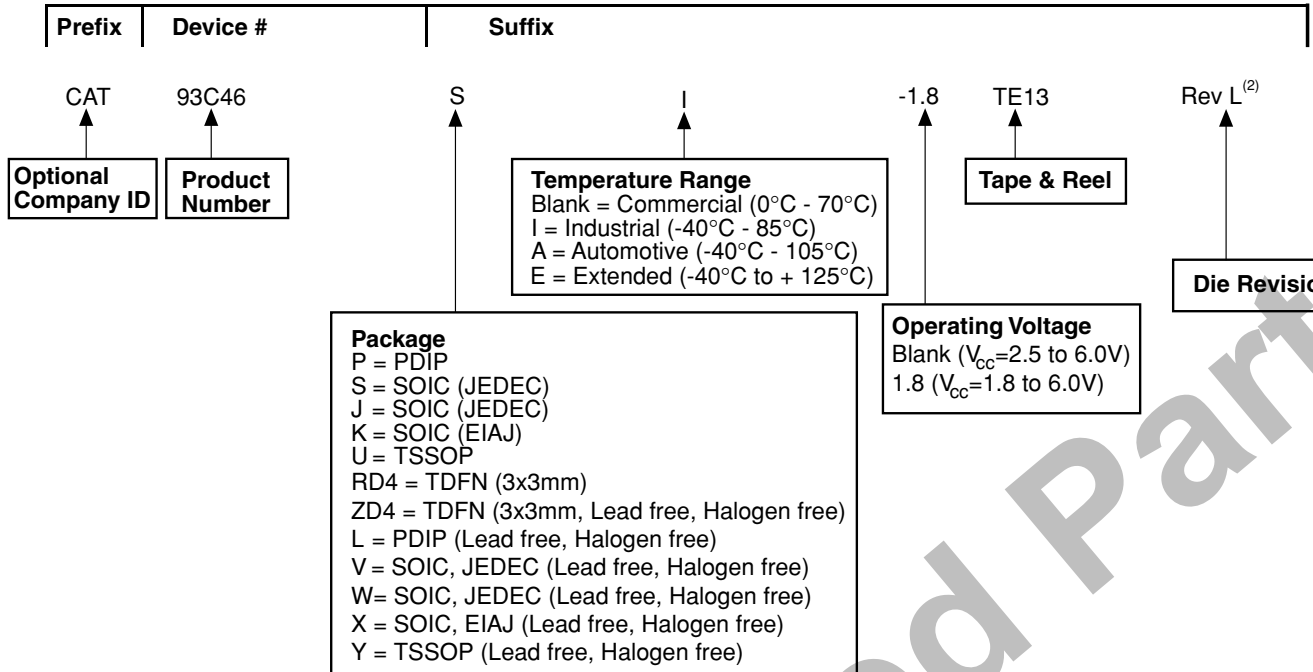 Prefix Device # Suffix
CAT 93C46 S I -1.8 TE13 Rev L(2)
Optional
Company ID
Product
Number
Temperature Range
Blank = Commercial (0°C - 70°C)
I = Industrial (-40°C - 85°C)
A = Automotive (-40°C - 105°C)
E = Extended (-40°C to + 125°C)
Tape & Reel
Die Revisio
Package
P = PDIP
S = SOIC (JEDEC)
J = SOIC (JEDEC)
K = SOIC (EIAJ)
U = TSSOP
RD4 = TDFN (3x3mm)
ZD4 = TDFN (3x3mm, Lead free, Halogen free)
L = PDIP (Lead free, Halogen free)
V = SOIC, JEDEC (Lead free, Halogen free)
W= SOIC, JEDEC (Lead free, Halogen free)
X = SOIC, EIAJ (Lead free, Halogen free)
Y = TSSOP (Lead free, Halogen free)
Operating Voltage
Blank (Vcc=2.5 to 6.0V)
1.8 (Vcc=1.8 to 6.0V)
ed Part